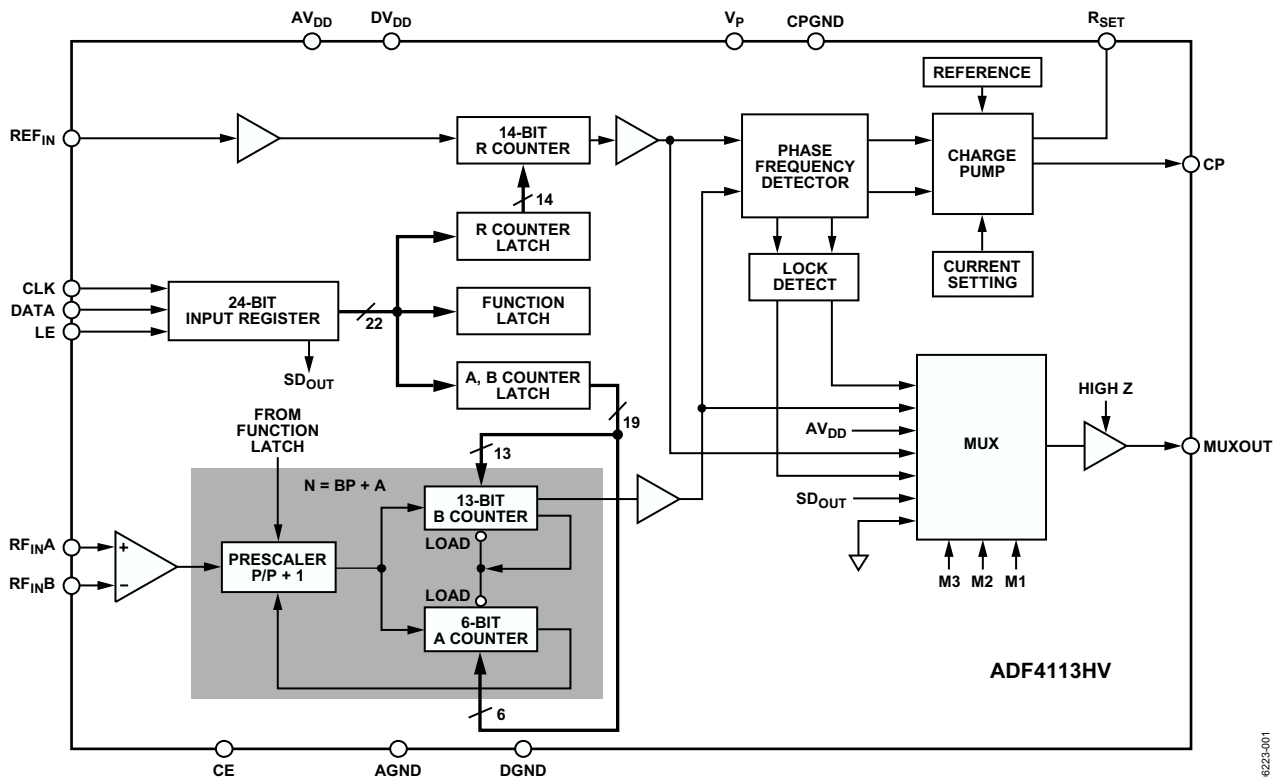 AVDD DVDD VP CPGND RSET
REFERENCE
REFIN
14-BIT
R COUNTER
PHASE
FREQUENCY
DETECTOR
CHARGE
PUMP
CP
14
R COUNTER
LATCH
LOCK
DETECT
CURRENT
SETTING
CLK
DATA
LE
24-BIT
INPUT REGISTER
22
FUNCTION
LATCH
SDOUT
A, B COUNTER
LATCH
19
FROM
FUNCTION
LATCH
13
HIGH Z
AVDD
MUX
MUXOUT
SDOUT
N = BP + A
13-BIT
B COUNTER
LOAD
RFINA
+
PRESCALER
P/P + 1
RFINB
–
LOAD
6-BIT
A COUNTER
M3 M2 M1
6
ADF4113HV
CE AGND DGND
6223-001